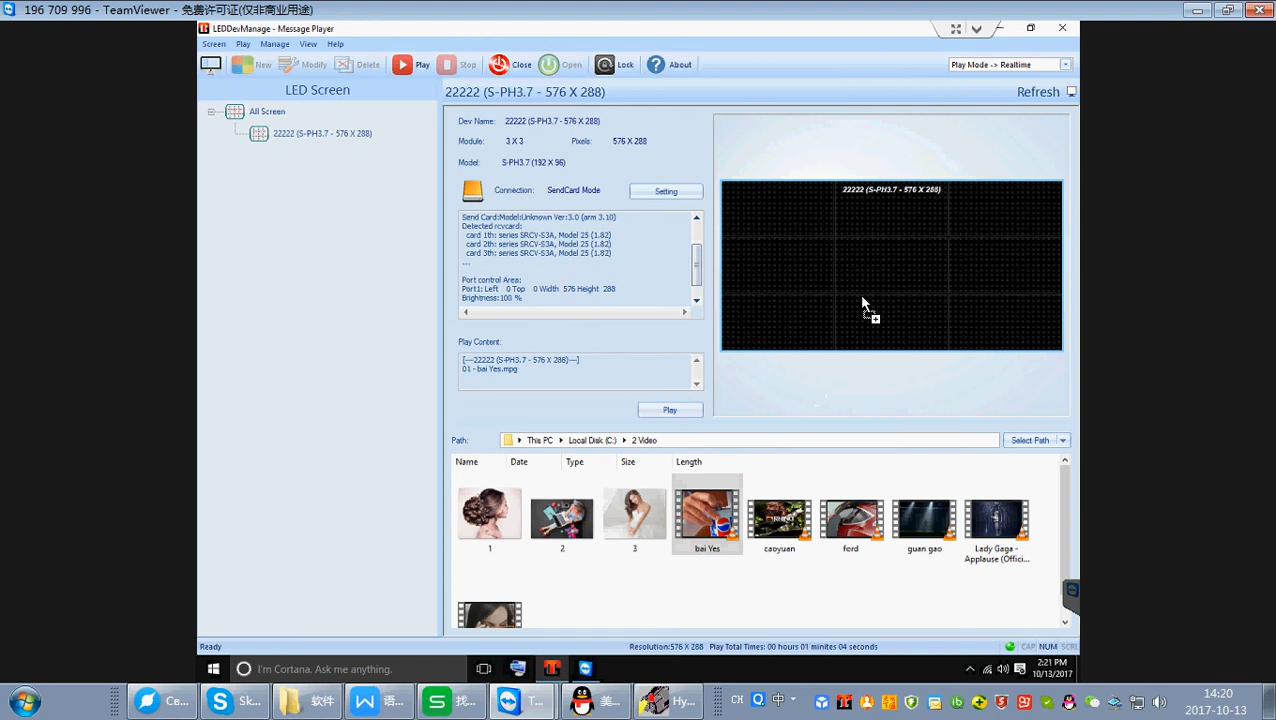 196 709 996 - TeamViewer - 免费许可证(仅非商业用途)
LEDDevManage - Message Player
Screen Play Manage View Help
New Modify Delete Play Stop Close Open Lock About Play Mode -> Realtime
LED Screen
22222 (S-PH3.7 - 576 X 288)
Refresh
All Screen
22222 (S-PH3.7 - 576 X 288)
Dev Name: 22222 (S-PH3.7 - 576 X 288)
Module: 3 X 3 Pixels: 576 X 288
Model: S-PH3.7 (192 X 96)
Connection: SendCard Mode Setting
Send Card:Model:Unknown Ver:3.0 (arm 3.10)
Detected rcvcard:
card 1th: series SRCV-S3A, Model 25 (1.82)
card 2th: series SRCV-S3A, Model 25 (1.82)
card 3th: series SRCV-S3A, Model 25 (1.82)
---
Port control Area:
Port1: Left 0 Top 0 Width 576 Height 288
Brightness:100 %
22222 (S-PH3.7 - 576 X 288)
Play Content:
[---22222 (S-PH3.7 - 576 X 288)---]
01 - bai Yes.mpg
Play
Path: This PC Local Disk (C:) 2 Video Select Path
Name Date Type Size Length
1 2 3 bai Yes caoyuan ford guan gao Lady Gaga -
Applause (Offici...
Ready Resolution:576 X 288 Play Total Times: 00 hours 01 minites 04 seconds CAP NUM SCRL
I'm Cortana. Ask me anything.
2:21 PM
10/13/2017
Св... Sk... 软件 语... 找... T... 美... Hy... CH 中 14:20
2017-10-13